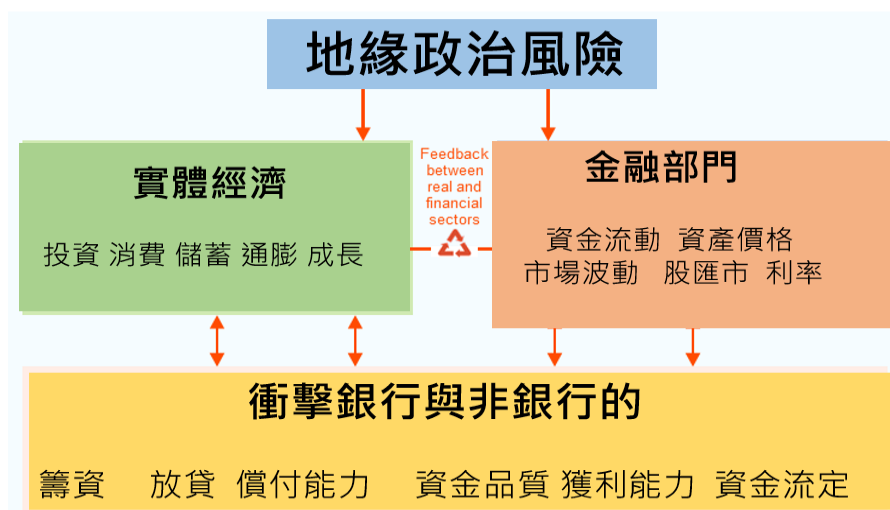 地緣政治風險
實體經濟
投資 消費 儲蓄 通膨 成長
Feedback
between
real and
financial
sectors
金融部門
資金流動 資產價格
市場波動 股匯市 利率
衝擊銀行與非銀行的
籌資 放貸 償付能力 資金品質 獲利能力 資金流定